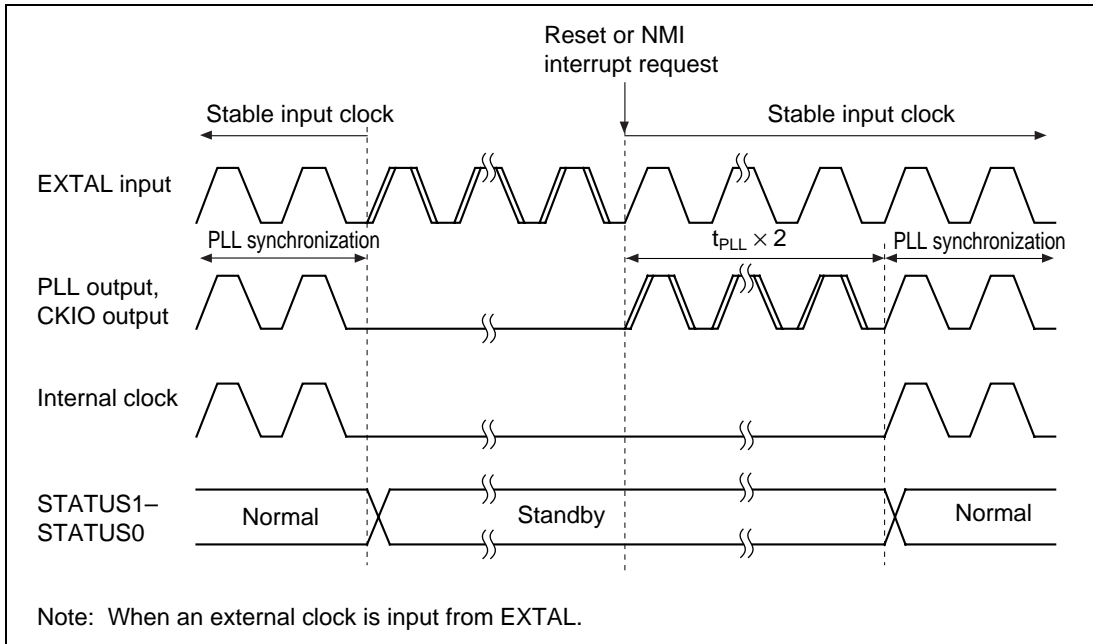 Reset or NMI
interrupt request
Stable input clock
Stable input clock
EXTAL input
PLL synchronization
tPLL × 2
PLL synchronization
PLL output,
CKIO output
Internal clock
STATUS1–
STATUS0
Normal
Standby
Normal
Note: When an external clock is input from EXTAL.